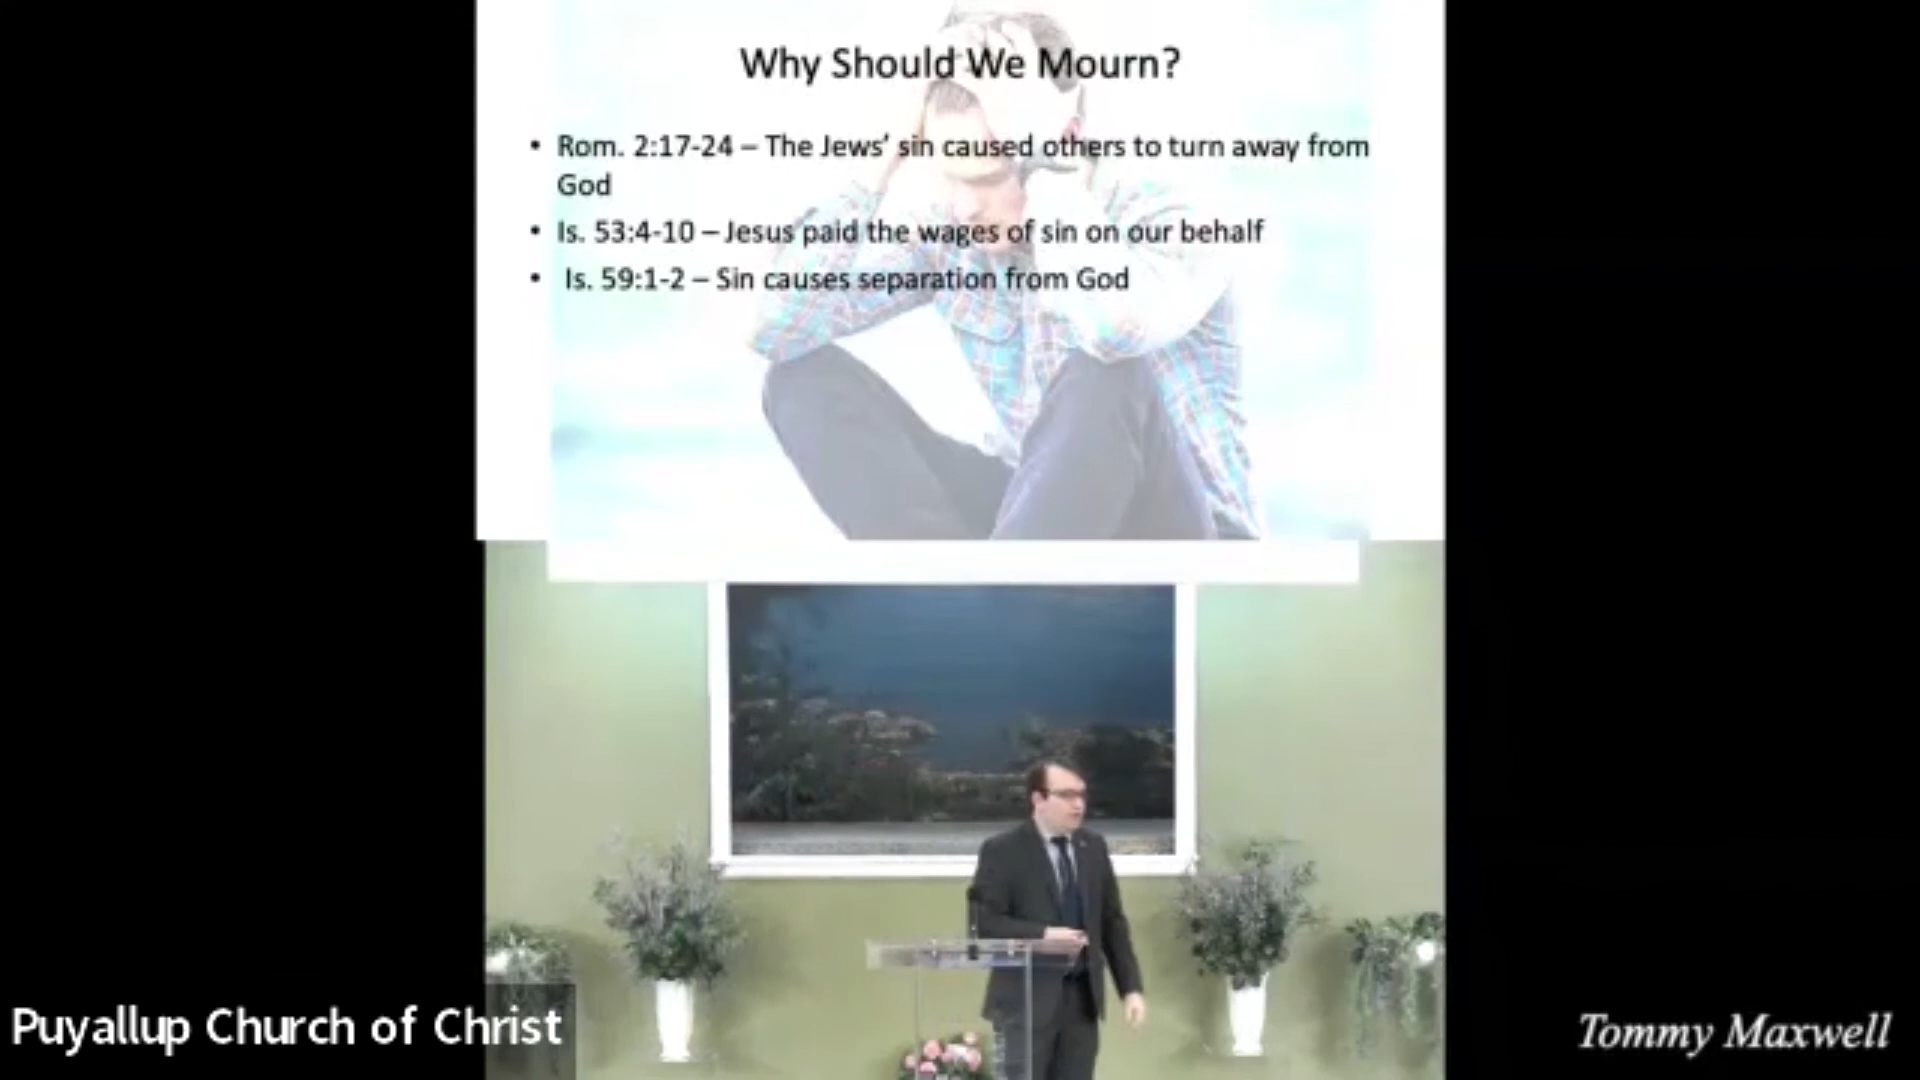 Why Should We Mourn?
• Rom. 2:17-24 – The Jews’ sin caused others to turn away from
God
• Is. 53:4-10 – Jesus paid the wages of sin on our behalf
• Is. 59:1-2 – Sin causes separation from God
Puyallup Church of Christ
Tommy Maxwell